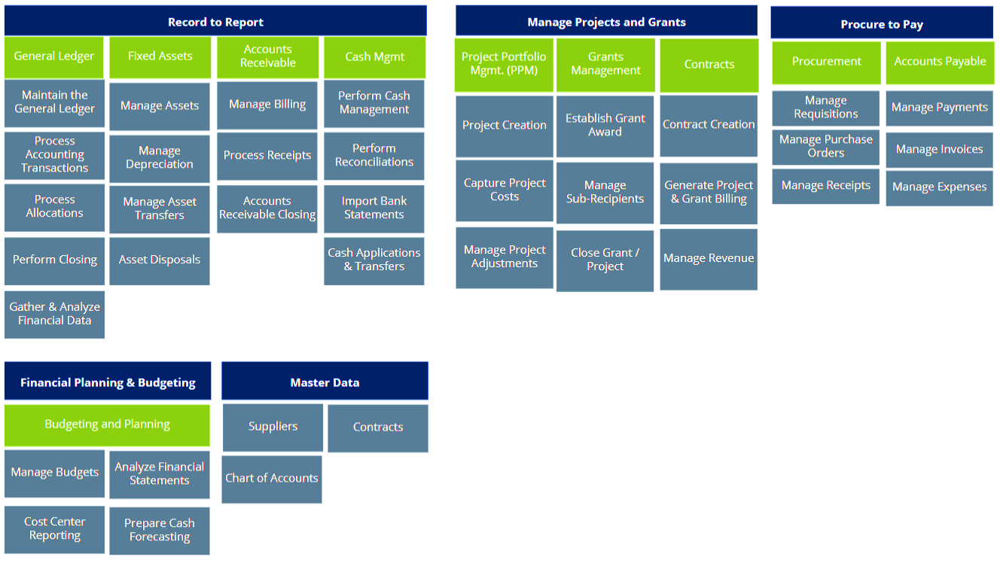 Record to Report
General Ledger
Fixed Assets
Accounts
Receivable
Cash Mgmt
Maintain the
General Ledger
Process
Accounting
Transactions
Process
Allocations
Perform Closing
Gather & Analyze
Financial Data
Manage Assets
Manage
Depreciation
Manage Asset
Transfers
Asset Disposals
Manage Billing
Process Receipts
Accounts
Receivable Closing
Perform Cash
Management
Perform
Reconciliations
Import Bank
Statements
Cash Applications
& Transfers
Manage Projects and Grants
Project Portfolio
Mgmt. (PPM)
Grants
Management
Contracts
Project Creation
Capture Project
Costs
Manage Project
Adjustments
Establish Grant
Award
Manage
Sub-Recipients
Close Grant /
Project
Contract Creation
Generate Project
& Grant Billing
Manage Revenue
Procure to Pay
Procurement
Accounts Payable
Manage
Requisitions
Manage Purchase
Orders
Manage Receipts
Manage Payments
Manage Invoices
Manage Expenses
Financial Planning & Budgeting
Budgeting and Planning
Manage Budgets
Analyze Financial
Statements
Cost Center
Reporting
Prepare Cash
Forecasting
Master Data
Suppliers
Contracts
Chart of Accounts